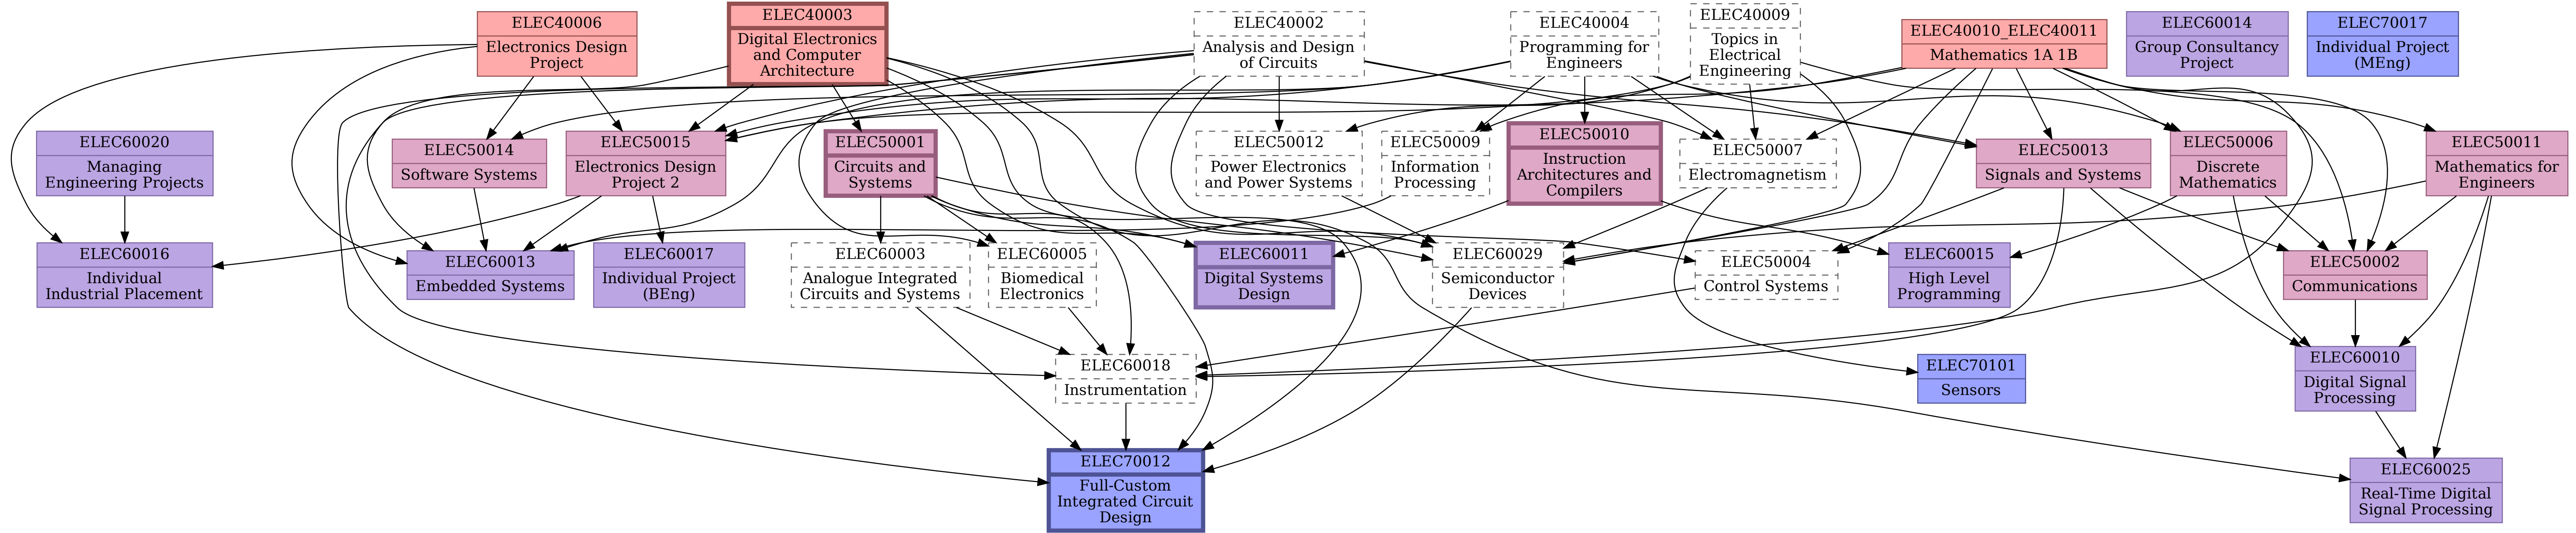 ELEC40006
Electronics Design
Project
ELEC40003
Digital Electronics
and Computer
Architecture
ELEC40002
Analysis and Design
of Circuits
ELEC40004
Programming for
Engineers
ELEC40009
Topics in
Electrical
Engineering
ELEC40010_ELEC40011
Mathematics 1A 1B
ELEC60014
Group Consultancy
Project
ELEC70017
Individual Project
(MEng)
ELEC60020
Managing
Engineering Projects
ELEC50014
Software Systems
ELEC50015
Electronics Design
Project 2
ELEC50001
Circuits and
Systems
ELEC50012
Power Electronics
and Power Systems
ELEC50009
Information
Processing
ELEC50010
Instruction
Architectures and
Compilers
ELEC50007
Electromagnetism
ELEC50013
Signals and Systems
ELEC50006
Discrete
Mathematics
ELEC50011
Mathematics for
Engineers
ELEC60016
Individual
Industrial Placement
ELEC60013
Embedded Systems
ELEC60017
Individual Project
(BEng)
ELEC60003
Analogue Integrated
Circuits and Systems
ELEC60005
Biomedical
Electronics
ELEC60011
Digital Systems
Design
ELEC60029
Semiconductor
Devices
ELEC50004
Control Systems
ELEC60015
High Level
Programming
ELEC50002
Communications
ELEC60018
Instrumentation
ELEC70101
Sensors
ELEC60010
Digital Signal
Processing
ELEC70012
Full-Custom
Integrated Circuit
Design
ELEC60025
Real-Time Digital
Signal Processing